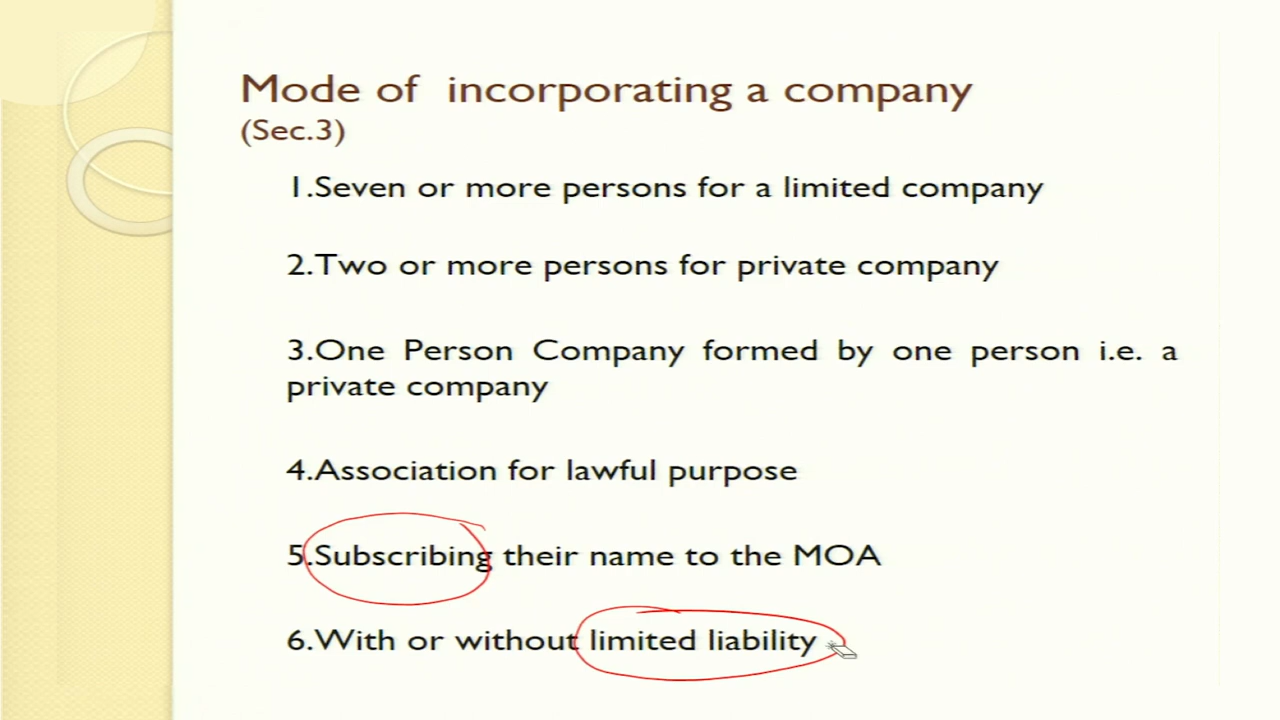 Mode of incorporating a company
(Sec.3)
1.Seven or more persons for a limited company
2.Two or more persons for private company
3.One Person Company formed by one person i.e. a
private company
4.Association for lawful purpose
5.Subscribing their name to the MOA
6.With or without limited liability